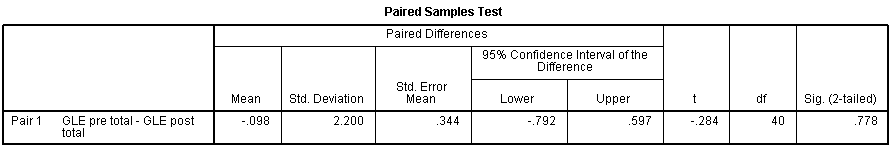 Paired Samples Test
Paired Differences
95% Confidence Interval of the
Difference
Mean Std. Deviation Std. Error
Mean Lower Upper t df Sig. (2-tailed)
Pair 1 GLE pre total - GLE post
total -.098 2.200 .344 -.792 .597 -.284 40 .778